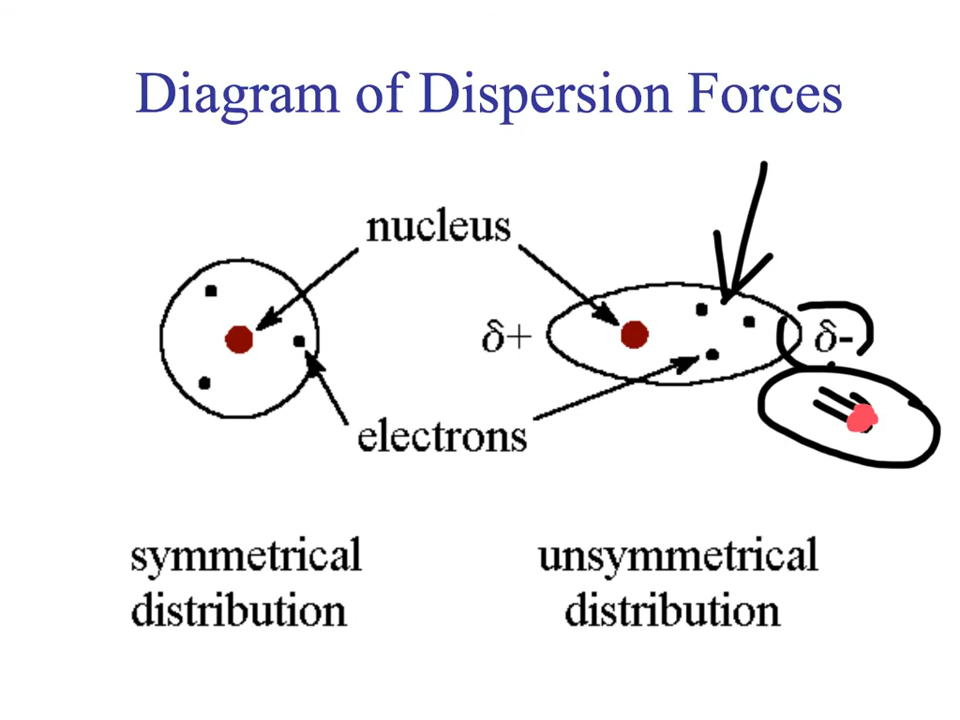 Diagram of Dispersion Forces
nucleus
δ+
δ-
electrons
symmetrical
distribution
unsymmetrical
distribution